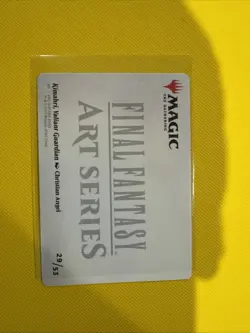 MAGIC
THE GATHERING
FINAL FANTASY
ART SERIES
Kimahri, Valiant Guardian Christian Angel
29/53